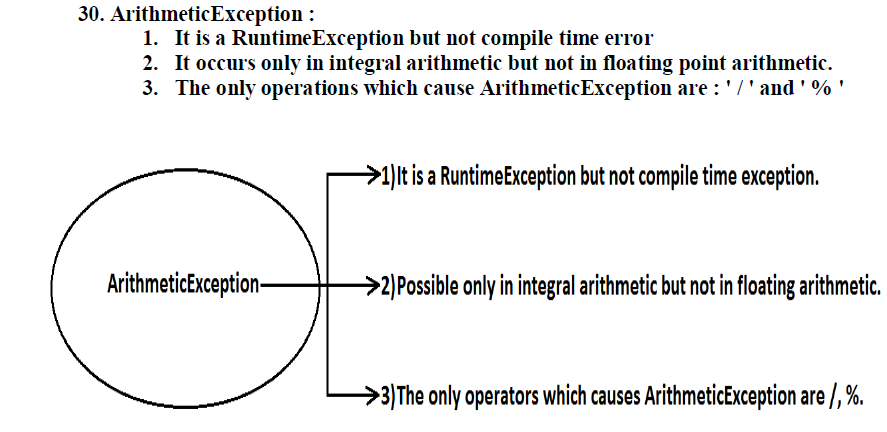 30. ArithmeticException :
1. It is a RuntimeException but not compile time error
2. It occurs only in integral arithmetic but not in floating point arithmetic.
3. The only operations which cause ArithmeticException are : ' / ' and ' % '
1)It is a RuntimeException but not compile time exception.
ArithmeticException
2)Possible only in integral arithmetic but not in floating arithmetic.
3)The only operators which causes ArithmeticException are /, %.